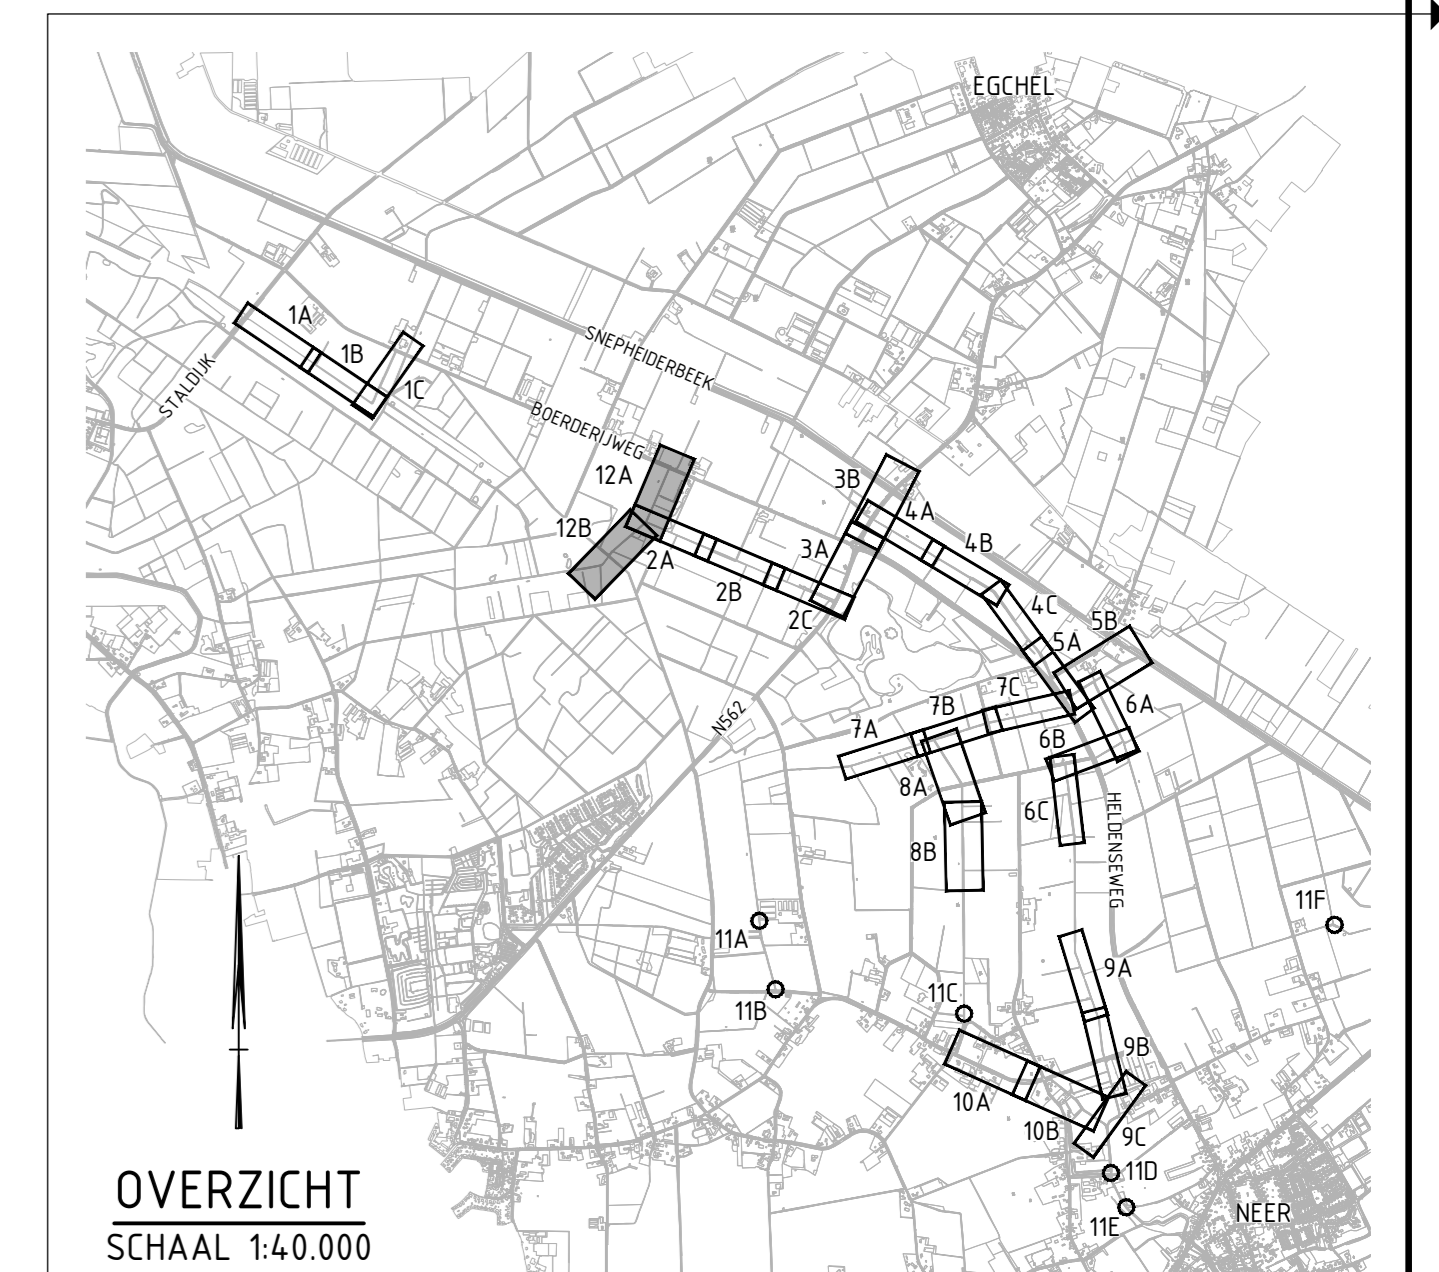 EGCHEL
1A
1B
1C
STALDIJK
SNEPHEIDERBEEK
BOERDERIJWEG
12A
12B
2A
2B
2C
3B
3A
4A
4B
4C
5A
5B
6A
6B
6C
7A
7B
7C
8A
8B
N562
HELDENSEWEG
11A
11B
11C
11F
9A
9B
9C
10A
10B
11D
11E
NEER
OVERZICHT
SCHAAL 1:40.000